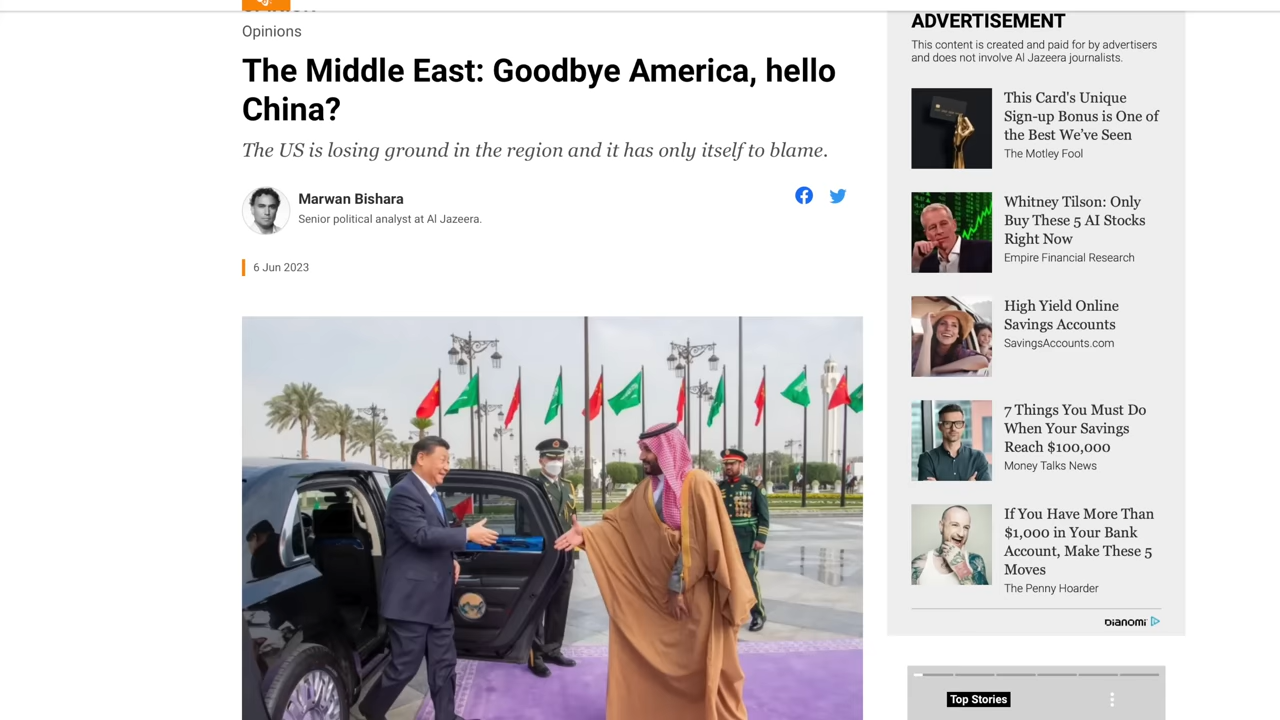 Opinions
The Middle East: Goodbye America, hello
China?
The US is losing ground in the region and it has only itself to blame.
Marwan Bishara
Senior political analyst at Al Jazeera.
6 Jun 2023
ADVERTISEMENT
This content is created and paid for by advertisers
and does not involve Al Jazeera journalists.
This Card's Unique
Sign-up Bonus is One of
the Best We've Seen
The Motley Fool
Whitney Tilson: Only
Buy These 5 AI Stocks
Right Now
Empire Financial Research
High Yield Online
Savings Accounts
SavingsAccounts.com
7 Things You Must Do
When Your Savings
Reach $100,000
Money Talks News
If You Have More Than
$1,000 in Your Bank
Account, Make These 5
Moves
The Penny Hoarder
Dianomi
Top Stories